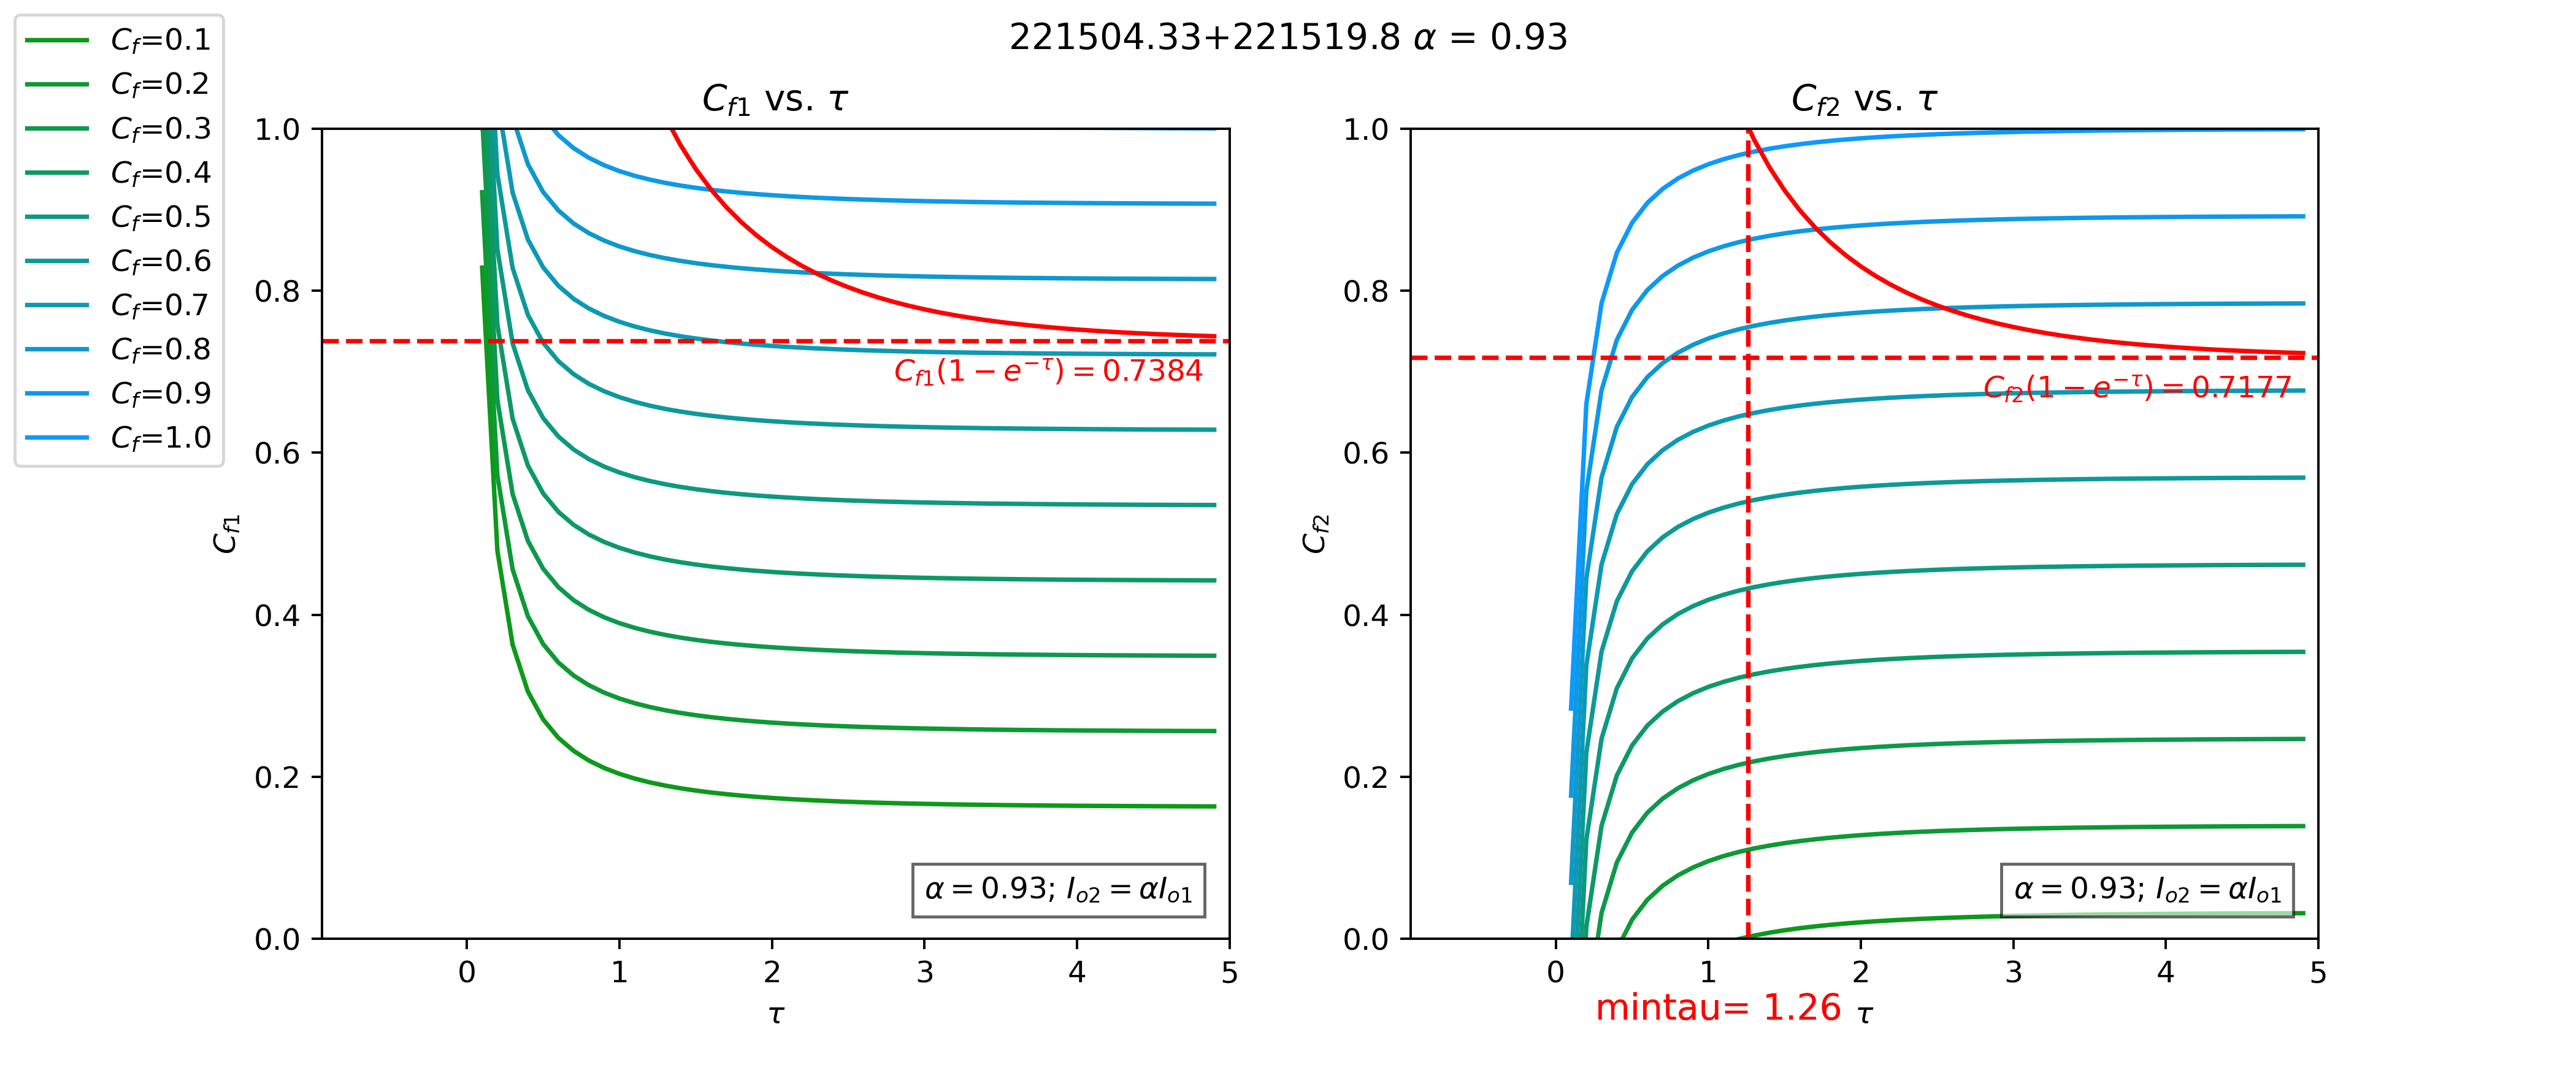 221504.33+221519.8 α = 0.93
C_f=0.1
C_f=0.2
C_f=0.3
C_f=0.4
C_f=0.5
C_f=0.6
C_f=0.7
C_f=0.8
C_f=0.9
C_f=1.0
C_f1 vs. τ
1.0
0.8
0.6
0.4
0.2
0.0
C_f1
C_f1(1 − e^−τ) = 0.7384
α = 0.93; I_o2 = αI_o1
0 1 2 3 4 5
τ
C_f2 vs. τ
1.0
0.8
0.6
0.4
0.2
0.0
C_f2
C_f2(1 − e^−τ) = 0.7177
α = 0.93; I_o2 = αI_o1
0 1 2 3 4 5
mintau= 1.26 τ